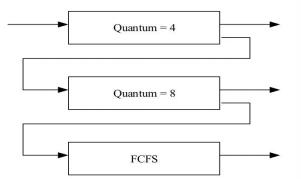 Quantum = 4
Quantum = 8
FCFS